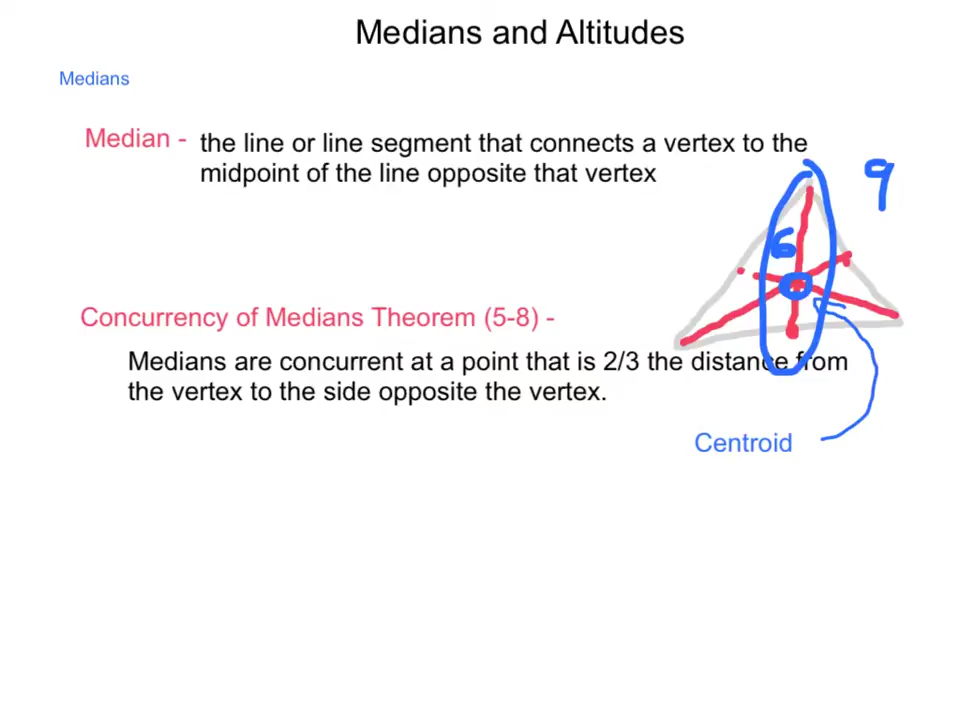 Medians and Altitudes
Medians
Median - the line or line segment that connects a vertex to the
midpoint of the line opposite that vertex
9
6
Concurrency of Medians Theorem (5-8) -
Medians are concurrent at a point that is 2/3 the distance from
the vertex to the side opposite the vertex.
Centroid